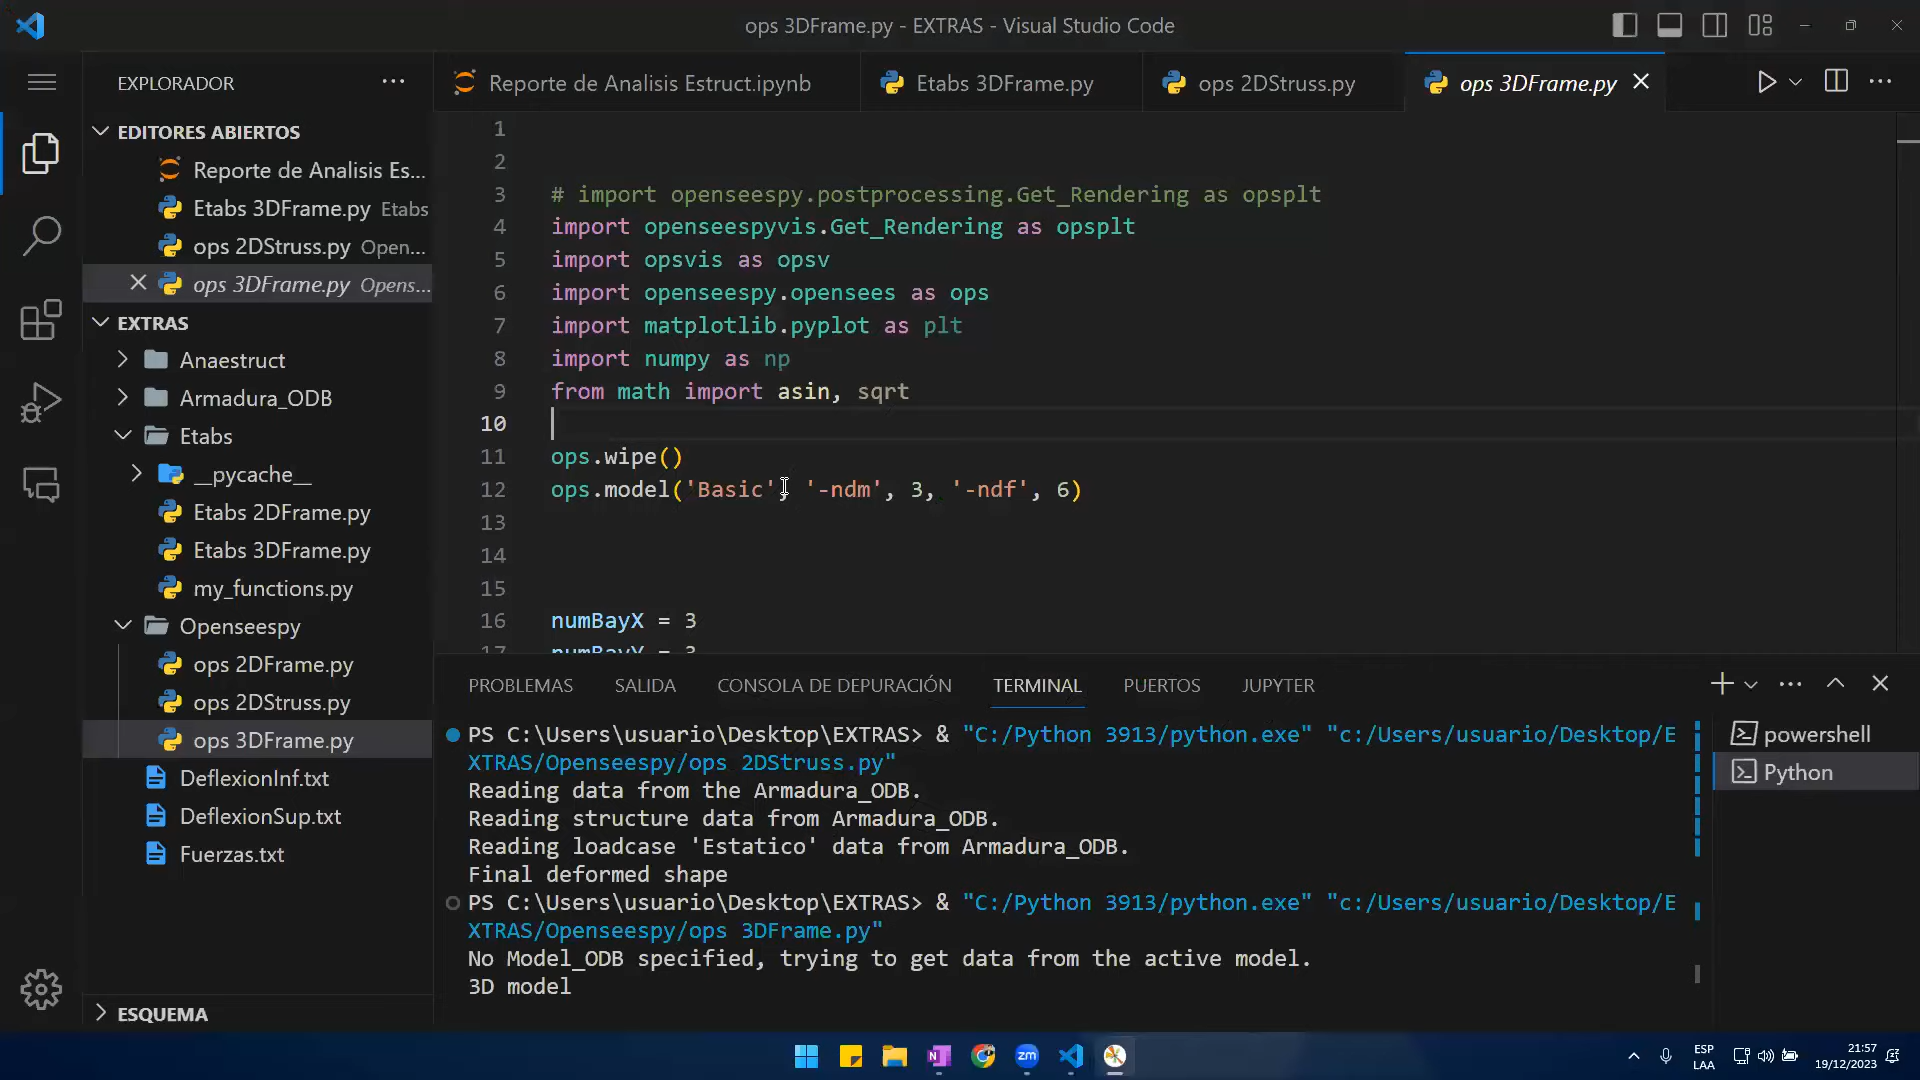 ops 3DFrame.py - EXTRAS - Visual Studio Code
EXPLORADOR
EDITORES ABIERTOS
Reporte de Analisis Es...
Etabs 3DFrame.py Etabs
ops 2DStruss.py Open...
ops 3DFrame.py Opens...
EXTRAS
Anaestruct
Armadura_ODB
Etabs
__pycache__
Etabs 2DFrame.py
Etabs 3DFrame.py
my_functions.py
Openseespy
ops 2DFrame.py
ops 2DStruss.py
ops 3DFrame.py
DeflexionInf.txt
DeflexionSup.txt
Fuerzas.txt
ESQUEMA
Reporte de Analisis Estruct.ipynb
Etabs 3DFrame.py
ops 2DStruss.py
ops 3DFrame.py
1
2
3 # import openseespy.postprocessing.Get_Rendering as opsplt
4 import openseespyvis.Get_Rendering as opsplt
5 import opsvis as opsv
6 import openseespy.opensees as ops
7 import matplotlib.pyplot as plt
8 import numpy as np
9 from math import asin, sqrt
10
11 ops.wipe()
12 ops.model('Basic', '-ndm', 3, '-ndf', 6)
13
14
15
16 numBayX = 3
17 numBayY = 3
PROBLEMAS SALIDA CONSOLA DE DEPURACIÓN TERMINAL PUERTOS JUPYTER
PS C:\Users\usuario\Desktop\EXTRAS> & "C:/Python 3913/python.exe" "c:/Users/usuario/Desktop/E
XTRAS/Openseespy/ops 2DStruss.py"
Reading data from the Armadura_ODB.
Reading structure data from Armadura_ODB.
Reading loadcase 'Estatico' data from Armadura_ODB.
Final deformed shape
PS C:\Users\usuario\Desktop\EXTRAS> & "C:/Python 3913/python.exe" "c:/Users/usuario/Desktop/E
XTRAS/Openseespy/ops 3DFrame.py"
No Model_ODB specified, trying to get data from the active model.
3D model
powershell
Python
zm
ESP
LAA
21:57
19/12/2023